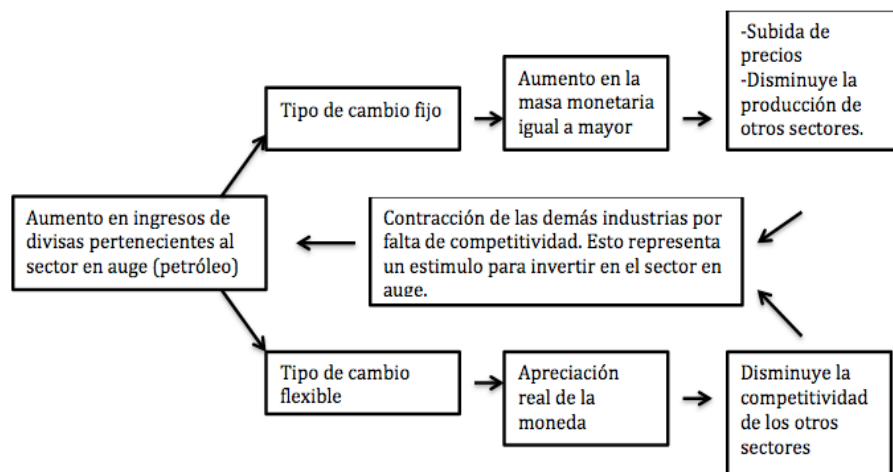 -Subida de
precios
-Disminuye la
producción de
otros sectores.
Tipo de cambio fijo
Aumento en la
masa monetaria
igual a mayor
Aumento en ingresos de
divisas pertenecientes al
sector en auge (petróleo)
Contracción de las demás industrias por
falta de competitividad. Esto representa
un estimulo para invertir en el sector en
auge.
Tipo de cambio
flexible
Apreciación
real de la
moneda
Disminuye la
competitividad
de los otros
sectores